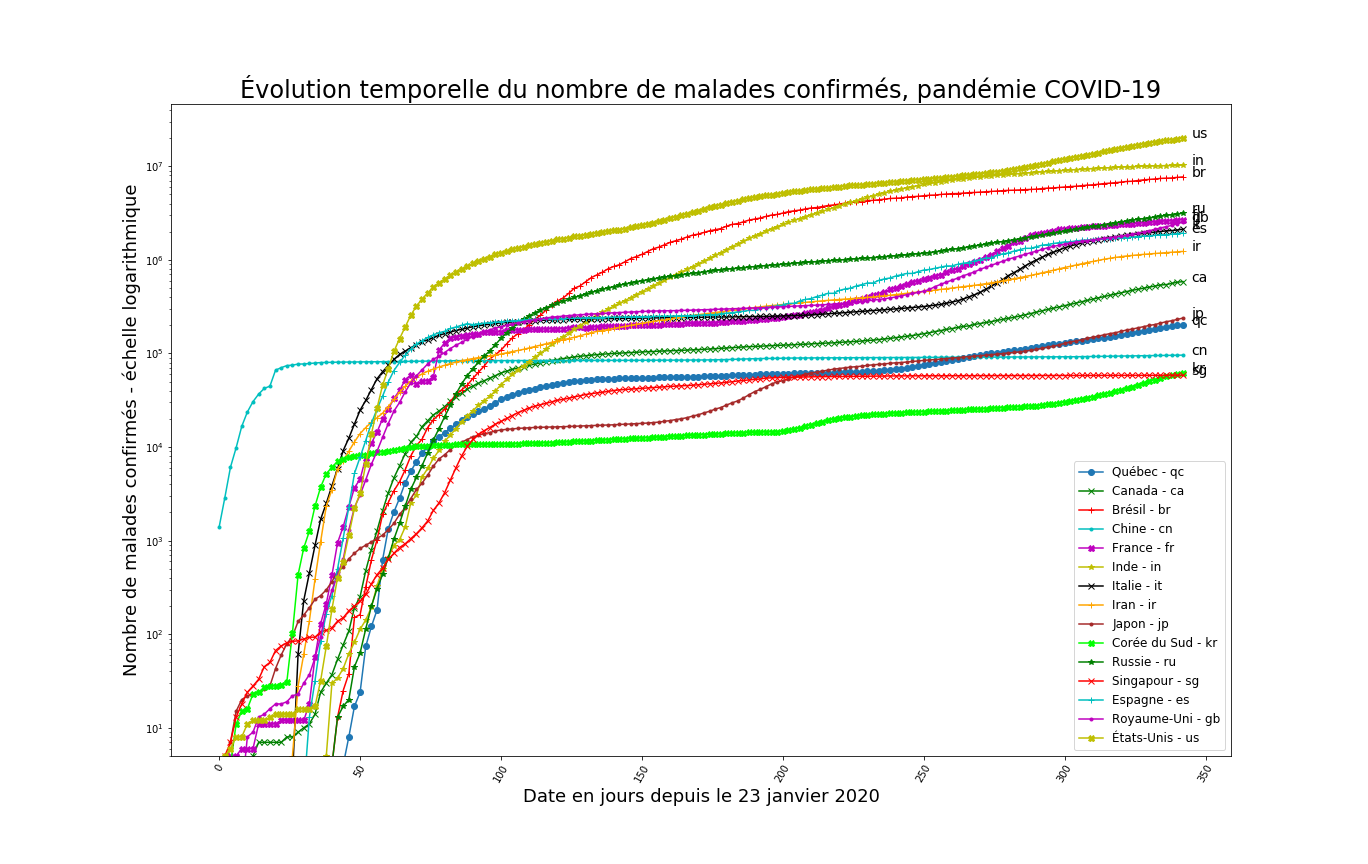 Évolution temporelle du nombre de malades confirmés, pandémie COVID-19
Nombre de malades confirmés - échelle logarithmique
10⁷
10⁶
10⁵
10⁴
10³
10²
10¹
us
in
br
ru
gb
es
ir
ca
jp
qc
cn
kr
sg
Québec - qc
Canada - ca
Brésil - br
Chine - cn
France - fr
Inde - in
Italie - it
Iran - ir
Japon - jp
Corée du Sud - kr
Russie - ru
Singapour - sg
Espagne - es
Royaume-Uni - gb
États-Unis - us
0
50
100
150
200
250
300
350
Date en jours depuis le 23 janvier 2020